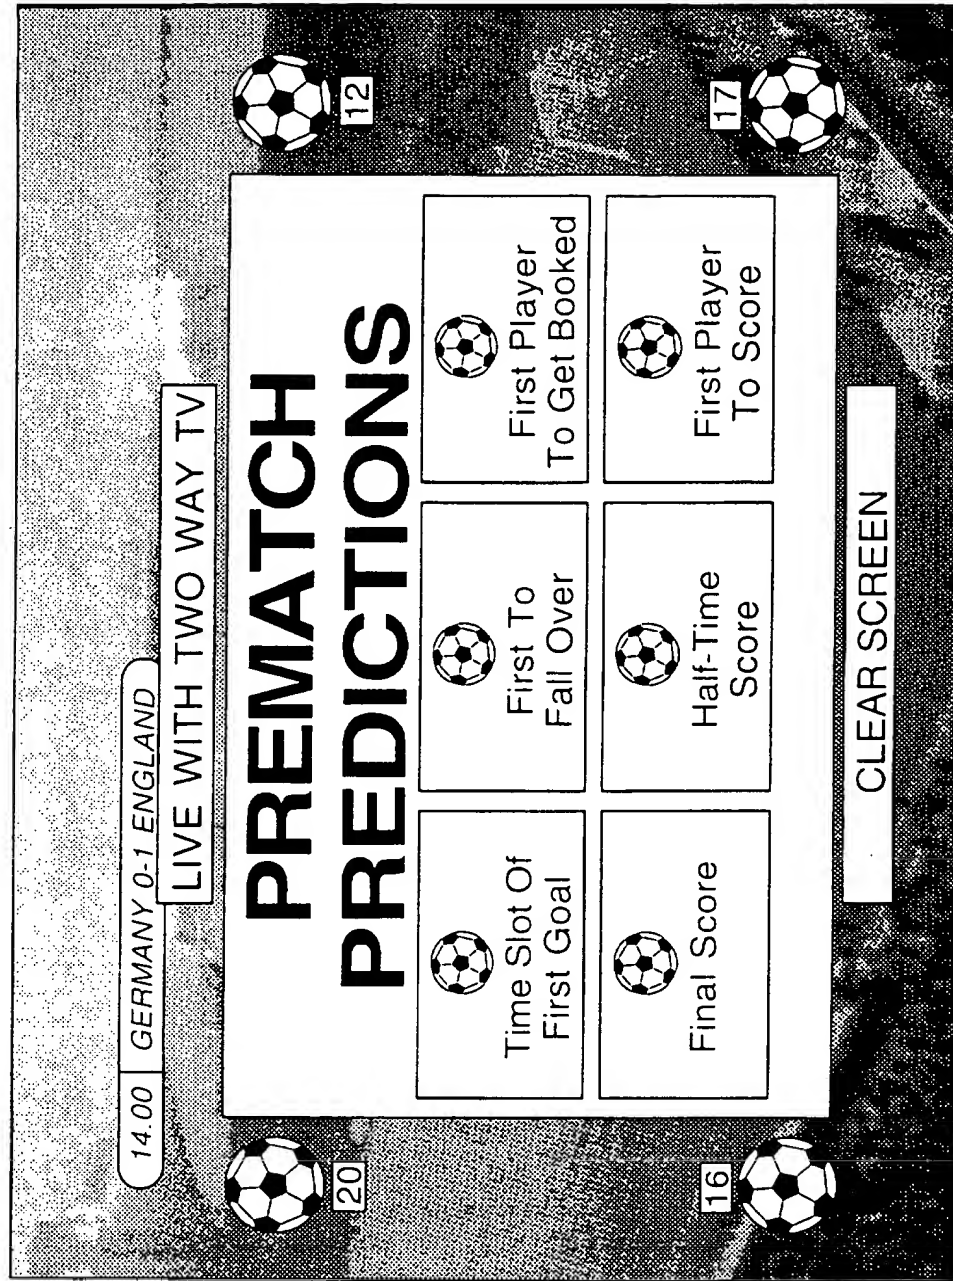 14.00 GERMANY 0-1 ENGLAND
LIVE WITH TWO WAY TV
20
12
PREMATCH
PREDICTIONS
Time Slot Of
First Goal
First To
Fall Over
First Player
To Get Booked
Final Score
Half-Time
Score
First Player
To Score
16
17
CLEAR SCREEN